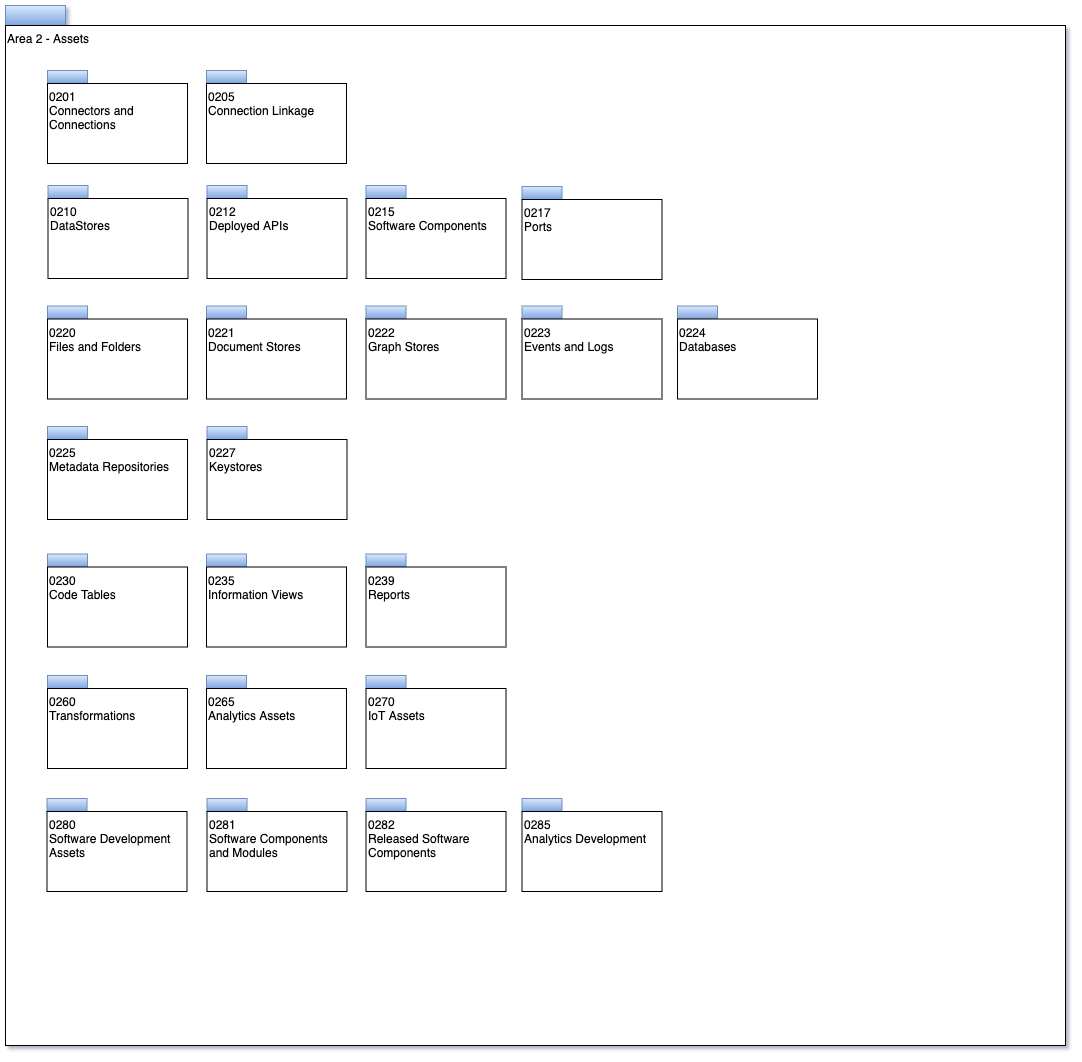 Area 2 - Assets
0201
Connectors and
Connections
0205
Connection Linkage
0210
DataStores
0212
Deployed APIs
0215
Software Components
0217
Ports
0220
Files and Folders
0221
Document Stores
0222
Graph Stores
0223
Events and Logs
0224
Databases
0225
Metadata Repositories
0227
Keystores
0230
Code Tables
0235
Information Views
0239
Reports
0260
Transformations
0265
Analytics Assets
0270
IoT Assets
0280
Software Development
Assets
0281
Software Components
and Modules
0282
Released Software
Components
0285
Analytics Development